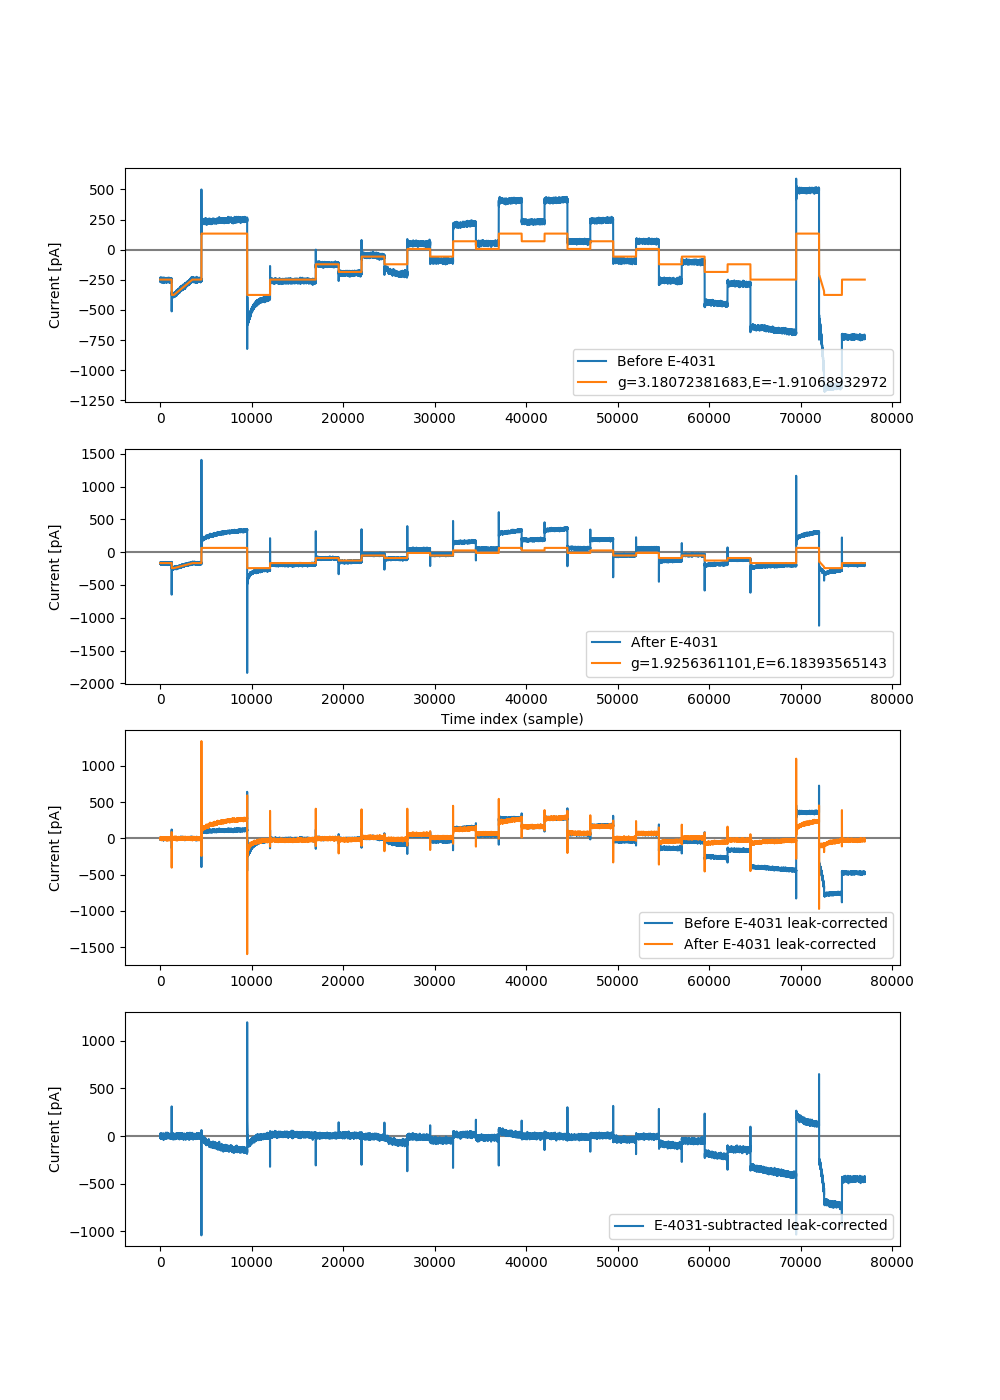 500
250
0
−250
−500
−750
−1000
−1250
Current [pA]
Before E-4031
g=3.18072381683,E=-1.91068932972
0 10000 20000 30000 40000 50000 60000 70000 80000
1500
1000
500
0
−500
−1000
−1500
−2000
Current [pA]
After E-4031
g=1.9256361101,E=6.18393565143
0 10000 20000 30000 40000 50000 60000 70000 80000
Time index (sample)
1000
500
0
−500
−1000
−1500
Current [pA]
Before E-4031 leak-corrected
After E-4031 leak-corrected
0 10000 20000 30000 40000 50000 60000 70000 80000
1000
500
0
−500
−1000
Current [pA]
E-4031-subtracted leak-corrected
0 10000 20000 30000 40000 50000 60000 70000 80000